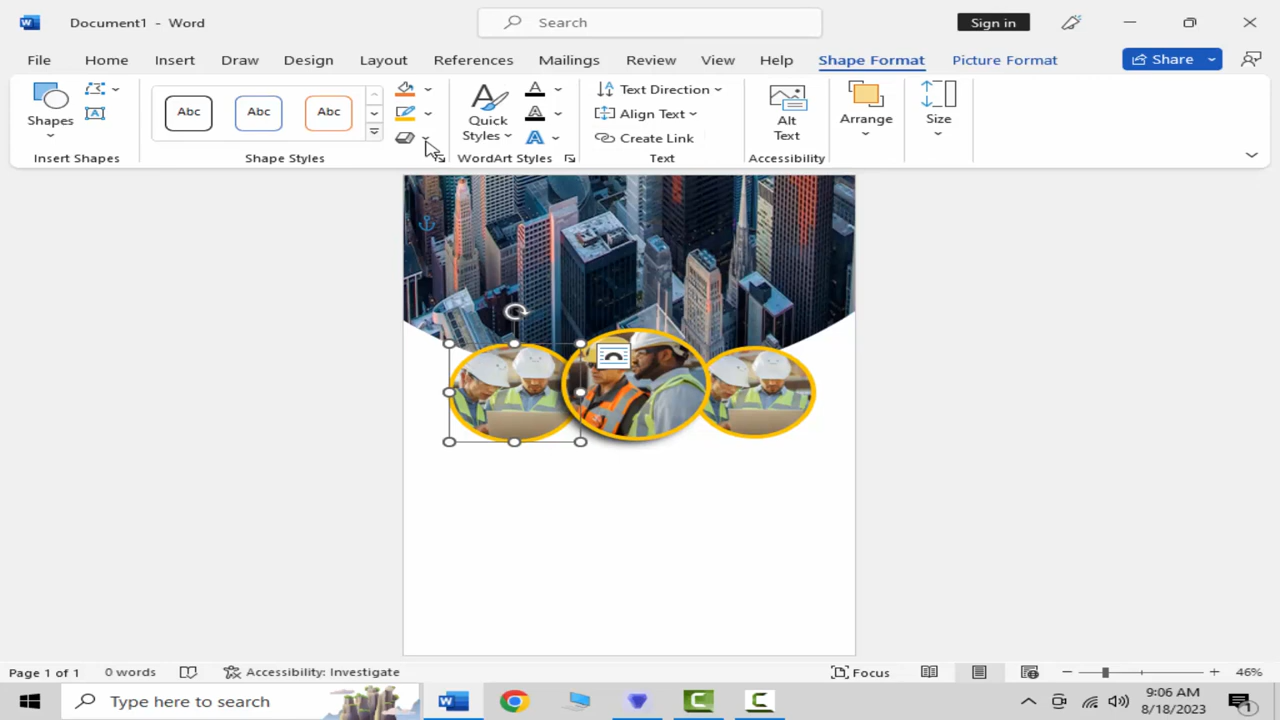 Document1 - Word
Search
Sign in
File Home Insert Draw Design Layout References Mailings Review View Help Shape Format Picture Format
Share
Shapes
Insert Shapes
Abc Abc Abc
Shape Styles
Quick
Styles
WordArt Styles
Text Direction
Align Text
Create Link
Text
Alt
Text
Accessibility
Arrange
Size
Page 1 of 1 0 words Accessibility: Investigate Focus 46%
Type here to search
9:06 AM
8/18/2023
1